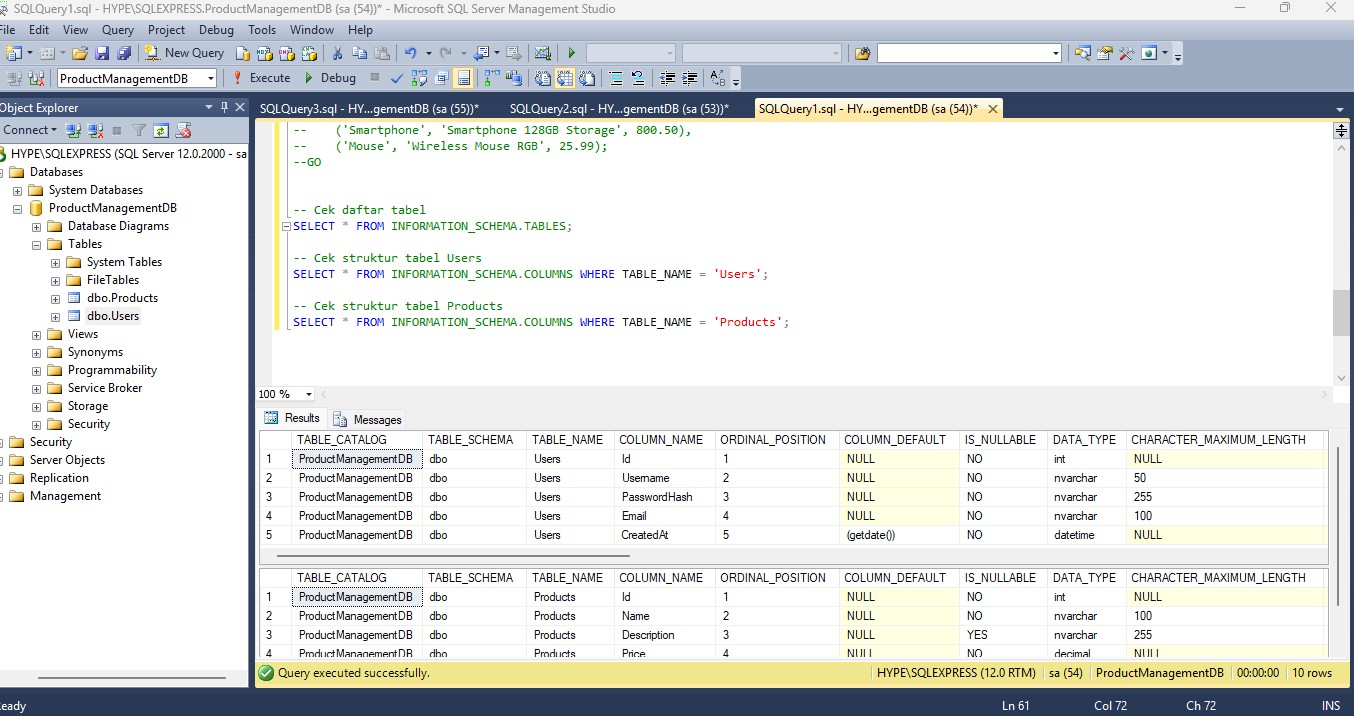 SQLQuery1.sql - HYPE\SQLEXPRESS.ProductManagementDB (sa (54))* - Microsoft SQL Server Management Studio
File Edit View Query Project Debug Tools Window Help
New Query
ProductManagementDB Execute Debug
Object Explorer
Connect
HYPE\SQLEXPRESS (SQL Server 12.0.2000 - sa
Databases
System Databases
ProductManagementDB
Database Diagrams
Tables
System Tables
FileTables
dbo.Products
dbo.Users
Views
Synonyms
Programmability
Service Broker
Storage
Security
Security
Server Objects
Replication
Management
SQLQuery3.sql - HY...gementDB (sa (55))* SQLQuery2.sql - HY...gementDB (sa (53))* SQLQuery1.sql - HY...gementDB (sa (54))*
-- ('Smartphone', 'Smartphone 128GB Storage', 800.50),
-- ('Mouse', 'Wireless Mouse RGB', 25.99);
--GO
-- Cek daftar tabel
SELECT * FROM INFORMATION_SCHEMA.TABLES;
-- Cek struktur tabel Users
SELECT * FROM INFORMATION_SCHEMA.COLUMNS WHERE TABLE_NAME = 'Users';
-- Cek struktur tabel Products
SELECT * FROM INFORMATION_SCHEMA.COLUMNS WHERE TABLE_NAME = 'Products';
100 %
Results Messages
TABLE_CATALOG TABLE_SCHEMA TABLE_NAME COLUMN_NAME ORDINAL_POSITION COLUMN_DEFAULT IS_NULLABLE DATA_TYPE CHARACTER_MAXIMUM_LENGTH
1 ProductManagementDB dbo Users Id 1 NULL NO int NULL
2 ProductManagementDB dbo Users Username 2 NULL NO nvarchar 50
3 ProductManagementDB dbo Users PasswordHash 3 NULL NO nvarchar 255
4 ProductManagementDB dbo Users Email 4 NULL NO nvarchar 100
5 ProductManagementDB dbo Users CreatedAt 5 (getdate()) NO datetime NULL
TABLE_CATALOG TABLE_SCHEMA TABLE_NAME COLUMN_NAME ORDINAL_POSITION COLUMN_DEFAULT IS_NULLABLE DATA_TYPE CHARACTER_MAXIMUM_LENGTH
1 ProductManagementDB dbo Products Id 1 NULL NO int NULL
2 ProductManagementDB dbo Products Name 2 NULL NO nvarchar 100
3 ProductManagementDB dbo Products Description 3 NULL YES nvarchar 255
4 ProductManagementDB dbo Products Price 4 NULL NO decimal NULL
Query executed successfully. HYPE\SQLEXPRESS (12.0 RTM) sa (54) ProductManagementDB 00:00:00 10 rows
eady Ln 61 Col 72 Ch 72 INS